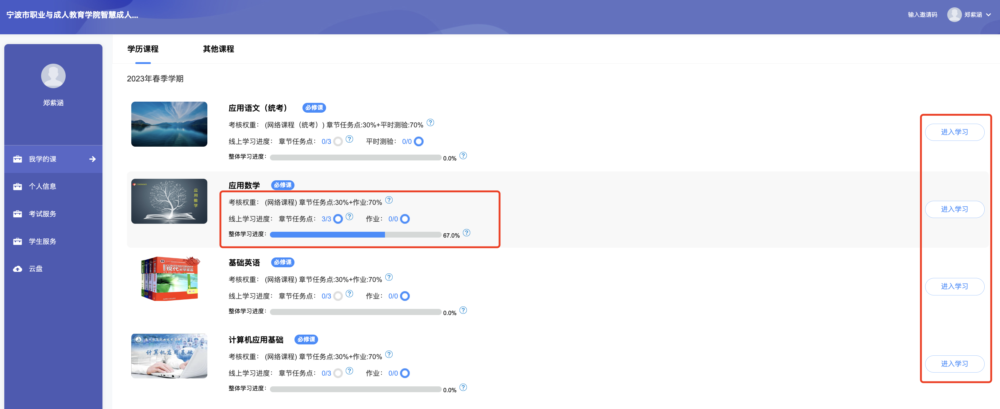 宁波市职业与成人教育学院智慧成人...
输入邀请码
郑紫涵
郑紫涵
我学的课
个人信息
考试服务
学生服务
云盘
学历课程
其他课程
2023年春季学期
应用语文（统考） 必修课
考核权重： (网络课程（统考）) 章节任务点:30%+平时测验:70% ?
线上学习进度： 章节任务点： 0/3 ? 平时测验： 0/0
整体学习进度： 0.0% ?
进入学习
应用数学
应用数学 必修课
考核权重： (网络课程) 章节任务点:30%+作业:70% ?
线上学习进度： 章节任务点： 3/3 ? 作业： 0/0
整体学习进度： 67.0% ?
进入学习
CONTEMPORARY
现代大学英语
1
基础英语 必修课
考核权重： (网络课程) 章节任务点:30%+作业:70% ?
线上学习进度： 章节任务点： 0/3 ? 作业： 0/0
整体学习进度： 0.0% ?
进入学习
计算机应用基础
计算机应用基础 必修课
考核权重： (网络课程) 章节任务点:30%+作业:70% ?
线上学习进度： 章节任务点： 0/3 ? 作业： 0/0
整体学习进度： 0.0% ?
进入学习